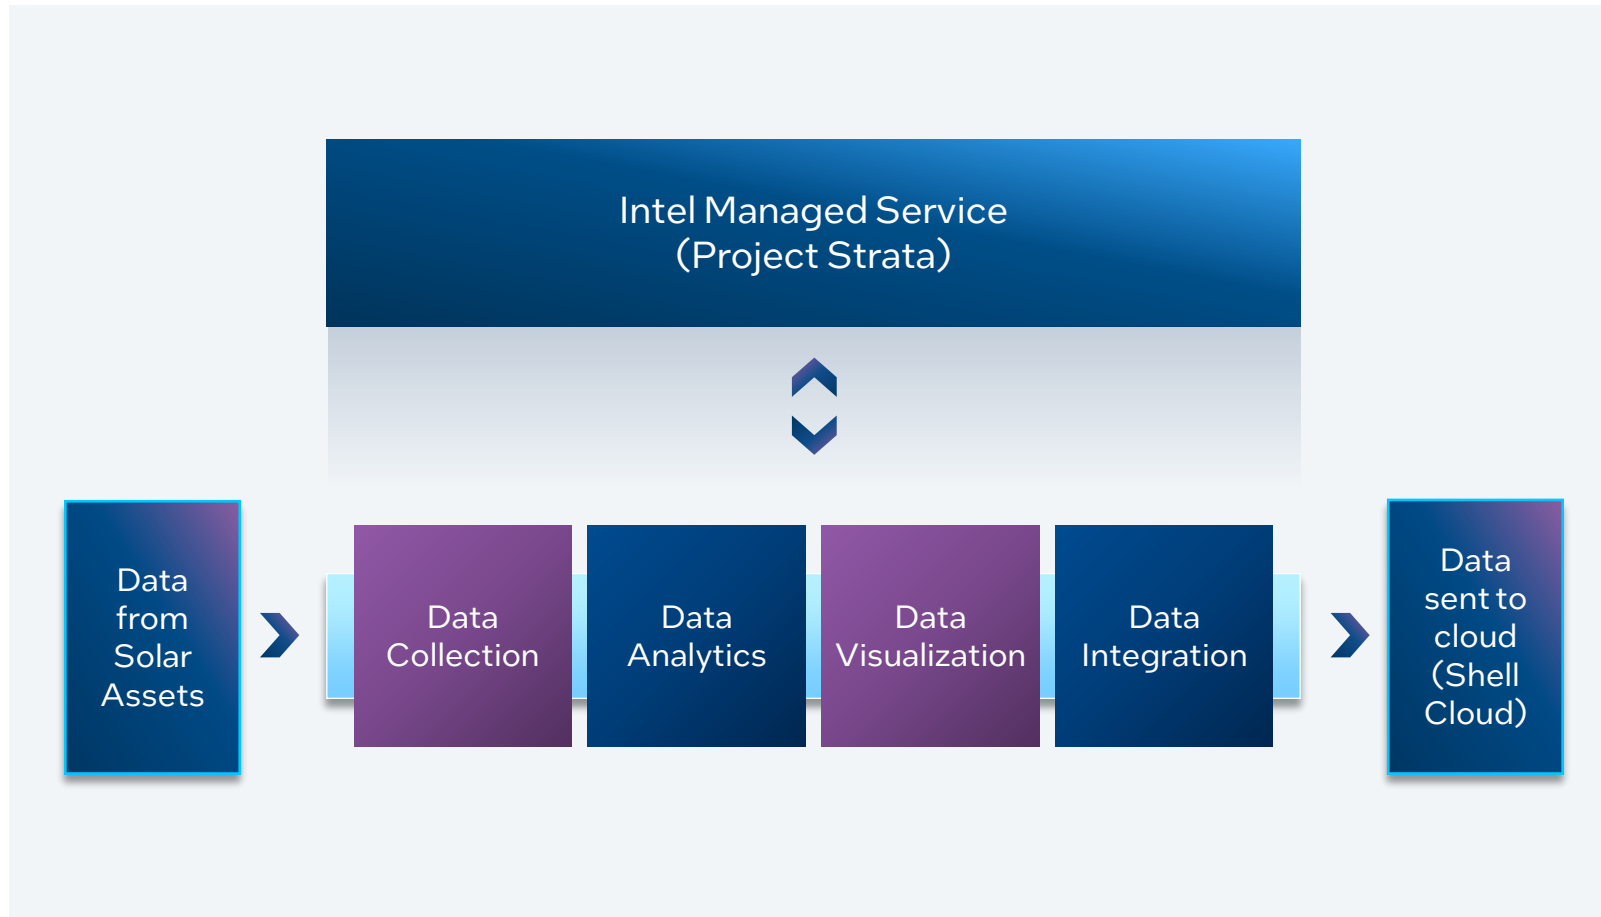 Intel Managed Service
(Project Strata)
Data
from
Solar
Assets
Data
Collection
Data
Analytics
Data
Visualization
Data
Integration
Data
sent to
cloud
(Shell
Cloud)